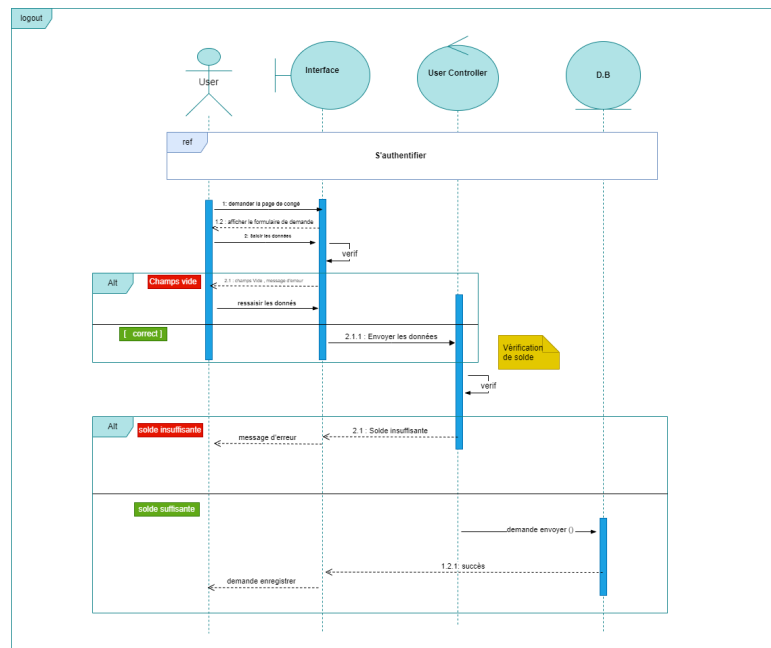 logout
User
Interface
User Controller
D.B
ref
S'authentifier
1: demander la page de congé
1.2 : afficher le formulaire de demande
2: Saisir les données
verif
Alt
Champs vide
2.1 : champs Vide , message d'erreur
ressaisir les donnés
[ correct ]
2.1.1 : Envoyer les données
Vérification
de solde
verif
Alt
solde insuffisante
2.1 : Solde insuffisante
message d'erreur
solde suffisante
demande envoyer ()
1.2.1: succès
demande enregistrer